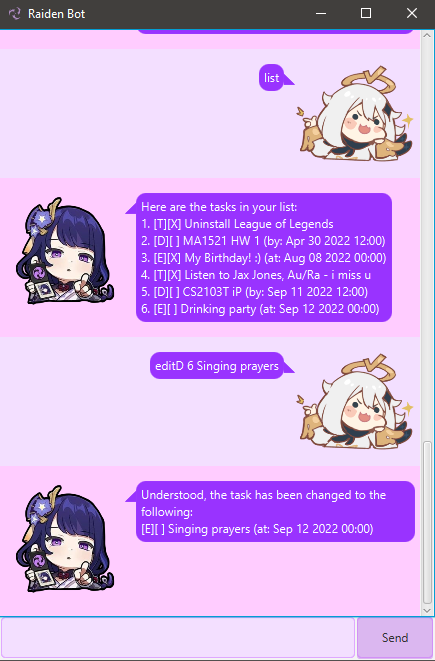 Raiden Bot
list
Here are the tasks in your list:
1. [T][X] Uninstall League of Legends
2. [D][ ] MA1521 HW 1 (by: Apr 30 2022 12:00)
3. [E][X] My Birthday! :) (at: Aug 08 2022 00:00)
4. [T][X] Listen to Jax Jones, Au/Ra - i miss u
5. [D][ ] CS2103T iP (by: Sep 11 2022 12:00)
6. [E][ ] Drinking party (at: Sep 12 2022 00:00)
editD 6 Singing prayers
Understood, the task has been changed to the
following:
[E][ ] Singing prayers (at: Sep 12 2022 00:00)
Send